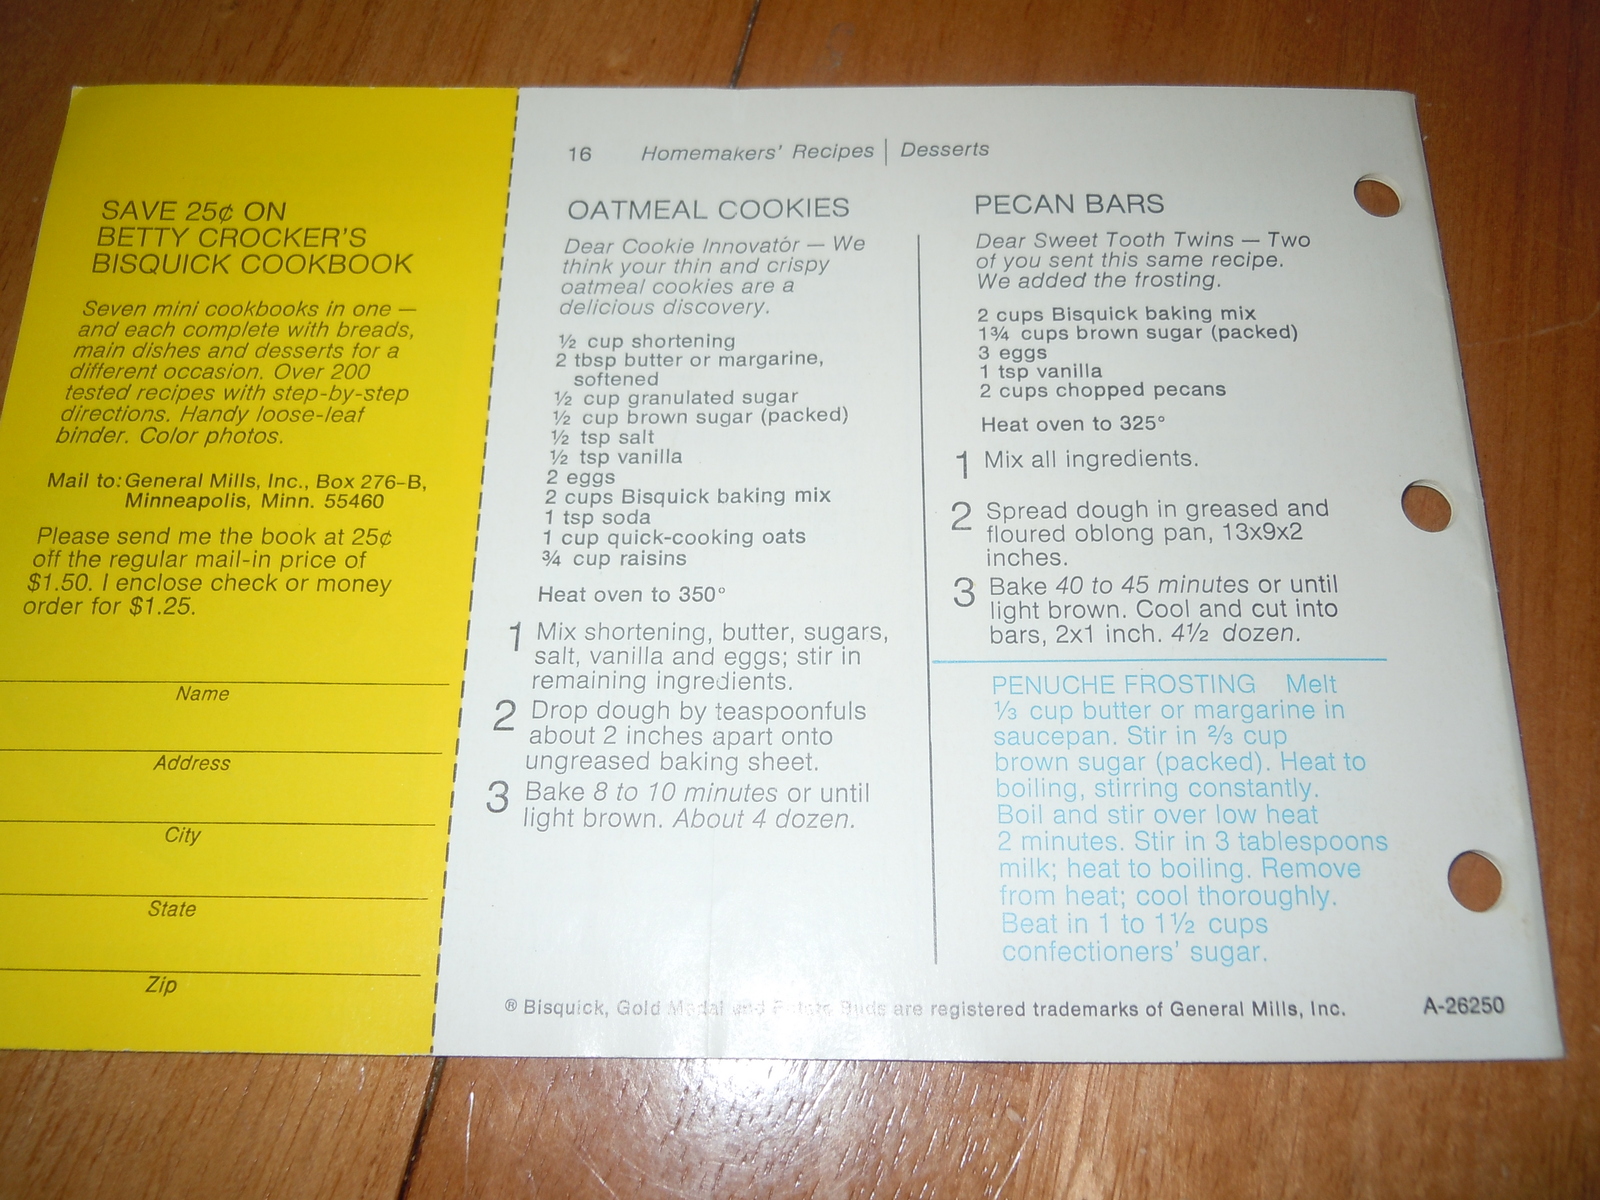 SAVE 25¢ ON
BETTY CROCKER'S
BISQUICK COOKBOOK
Seven mini cookbooks in one —
and each complete with breads,
main dishes and desserts for a
different occasion. Over 200
tested recipes with step-by-step
directions. Handy loose-leaf
binder. Color photos.
Mail to: General Mills, Inc., Box 276-B,
Minneapolis, Minn. 55460
Please send me the book at 25¢
off the regular mail-in price of
$1.50. I enclose check or money
order for $1.25.
Name
Address
City
State
Zip
16 Homemakers' Recipes | Desserts
OATMEAL COOKIES
Dear Cookie Innovator — We
think your thin and crispy
oatmeal cookies are a
delicious discovery.
½ cup shortening
2 tbsp butter or margarine,
softened
½ cup granulated sugar
½ cup brown sugar (packed)
½ tsp salt
½ tsp vanilla
2 eggs
2 cups Bisquick baking mix
1 tsp soda
1 cup quick-cooking oats
¾ cup raisins
Heat oven to 350°
1 Mix shortening, butter, sugars,
salt, vanilla and eggs; stir in
remaining ingredients.
2 Drop dough by teaspoonfuls
about 2 inches apart onto
ungreased baking sheet.
3 Bake 8 to 10 minutes or until
light brown. About 4 dozen.
PECAN BARS
Dear Sweet Tooth Twins — Two
of you sent this same recipe.
We added the frosting.
2 cups Bisquick baking mix
1¾ cups brown sugar (packed)
3 eggs
1 tsp vanilla
2 cups chopped pecans
Heat oven to 325°
1 Mix all ingredients.
2 Spread dough in greased and
floured oblong pan, 13x9x2
inches.
3 Bake 40 to 45 minutes or until
light brown. Cool and cut into
bars, 2x1 inch. 4½ dozen.
PENUCHE FROSTING Melt
⅓ cup butter or margarine in
saucepan. Stir in ⅔ cup
brown sugar (packed). Heat to
boiling, stirring constantly.
Boil and stir over low heat
2 minutes. Stir in 3 tablespoons
milk; heat to boiling. Remove
from heat; cool thoroughly.
Beat in 1 to 1½ cups
confectioners' sugar.
® Bisquick, Gold Medal and Potato Buds are registered trademarks of General Mills, Inc. A-26250